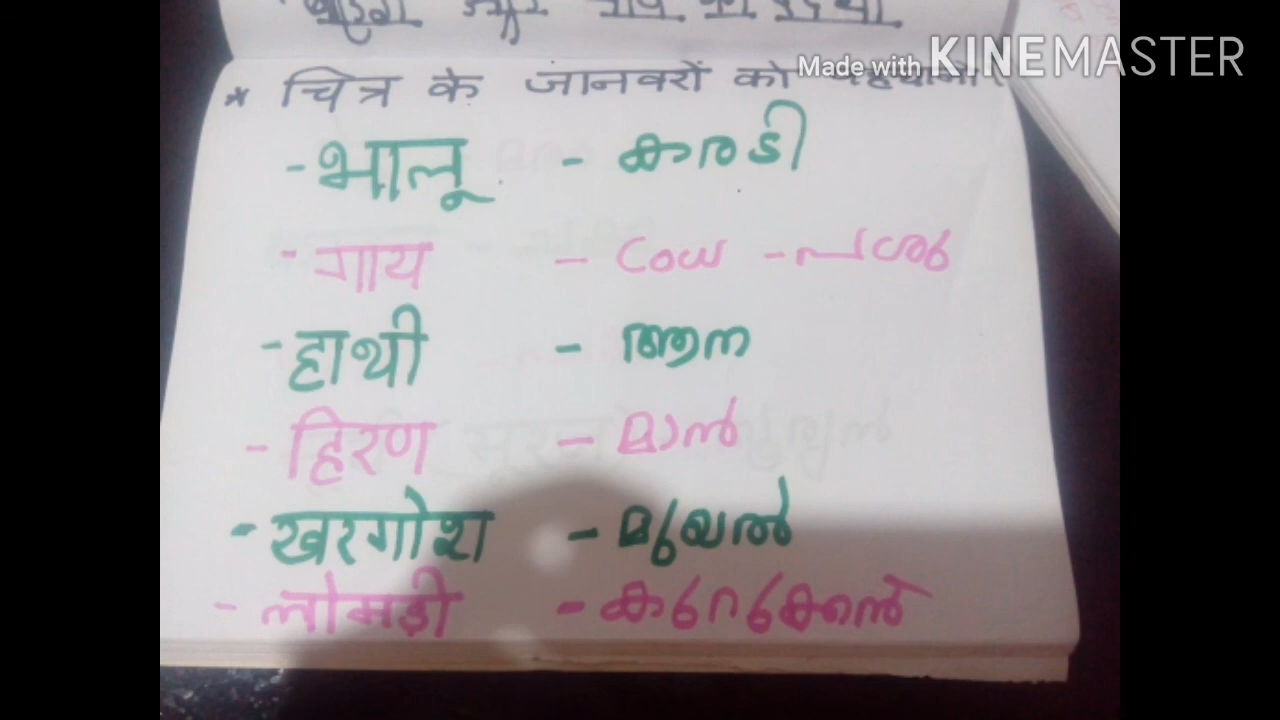 Made with KINEMASTER
* चित्र के जानवरों को
- भालू - കരടി
- गाय - Cow - പശു
- हाथी - ആന
- हिरण - മാൻ
- खरगोश - മുയൽ
- लोमड़ी - കുറുക്കൻ